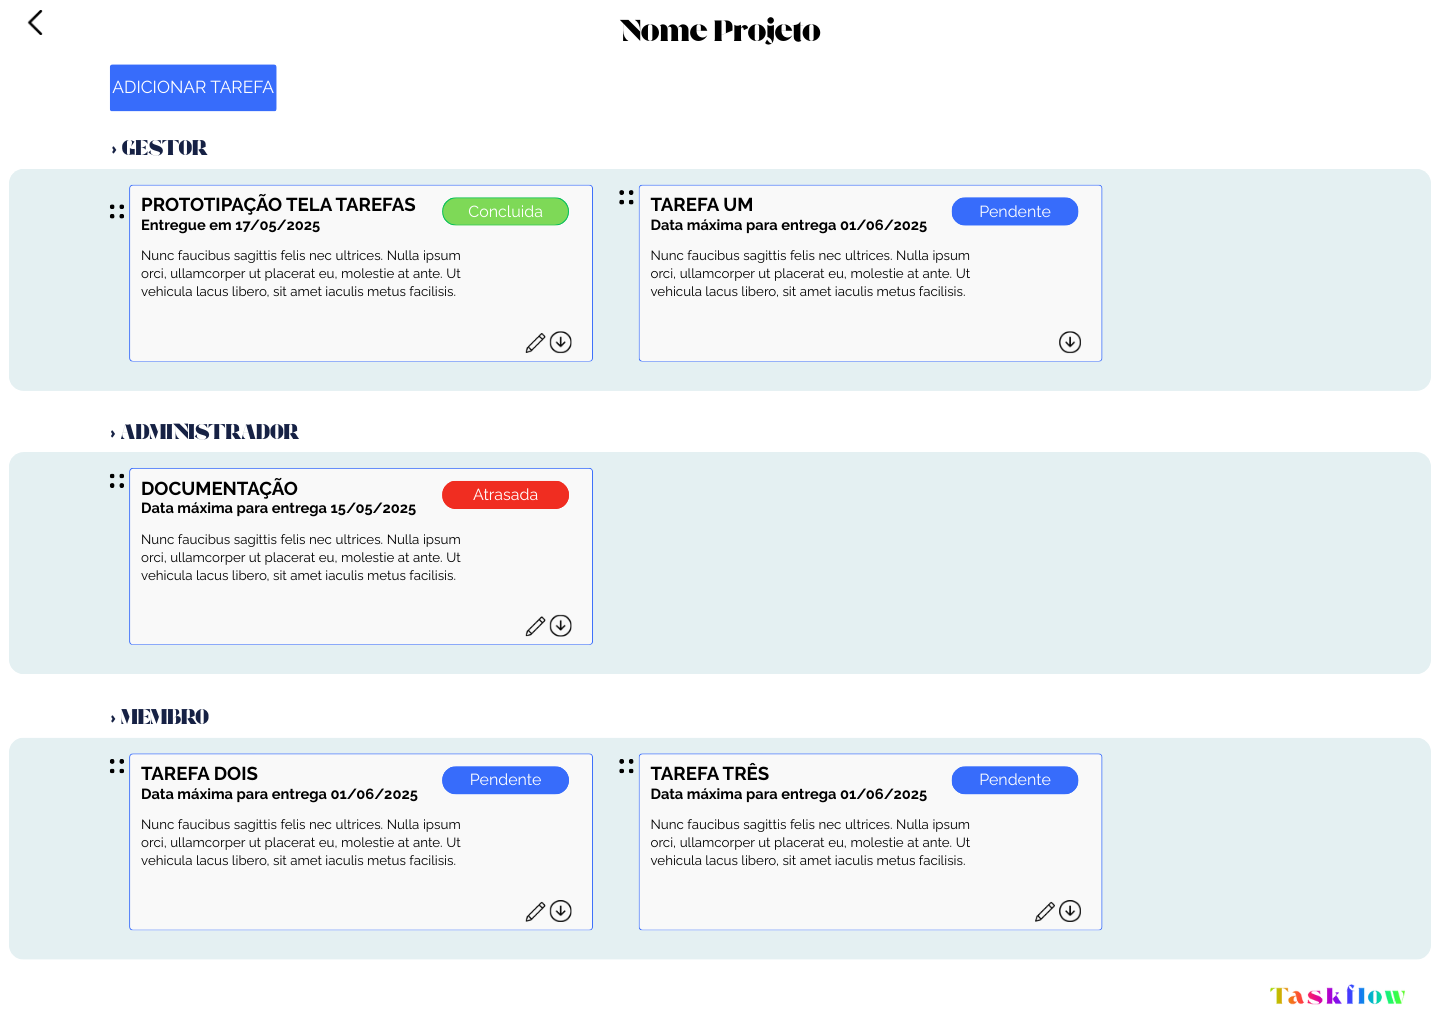 Nome Projeto
ADICIONAR TAREFA
› GESTOR
PROTOTIPAÇÃO TELA TAREFAS
Concluida
Entregue em 17/05/2025
Nunc faucibus sagittis felis nec ultrices. Nulla ipsum
orci, ullamcorper ut placerat eu, molestie at ante. Ut
vehicula lacus libero, sit amet iaculis metus facilisis.
TAREFA UM
Pendente
Data máxima para entrega 01/06/2025
Nunc faucibus sagittis felis nec ultrices. Nulla ipsum
orci, ullamcorper ut placerat eu, molestie at ante. Ut
vehicula lacus libero, sit amet iaculis metus facilisis.
› ADMINISTRADOR
DOCUMENTAÇÃO
Atrasada
Data máxima para entrega 15/05/2025
Nunc faucibus sagittis felis nec ultrices. Nulla ipsum
orci, ullamcorper ut placerat eu, molestie at ante. Ut
vehicula lacus libero, sit amet iaculis metus facilisis.
› MEMBRO
TAREFA DOIS
Pendente
Data máxima para entrega 01/06/2025
Nunc faucibus sagittis felis nec ultrices. Nulla ipsum
orci, ullamcorper ut placerat eu, molestie at ante. Ut
vehicula lacus libero, sit amet iaculis metus facilisis.
TAREFA TRÊS
Pendente
Data máxima para entrega 01/06/2025
Nunc faucibus sagittis felis nec ultrices. Nulla ipsum
orci, ullamcorper ut placerat eu, molestie at ante. Ut
vehicula lacus libero, sit amet iaculis metus facilisis.
Taskflow